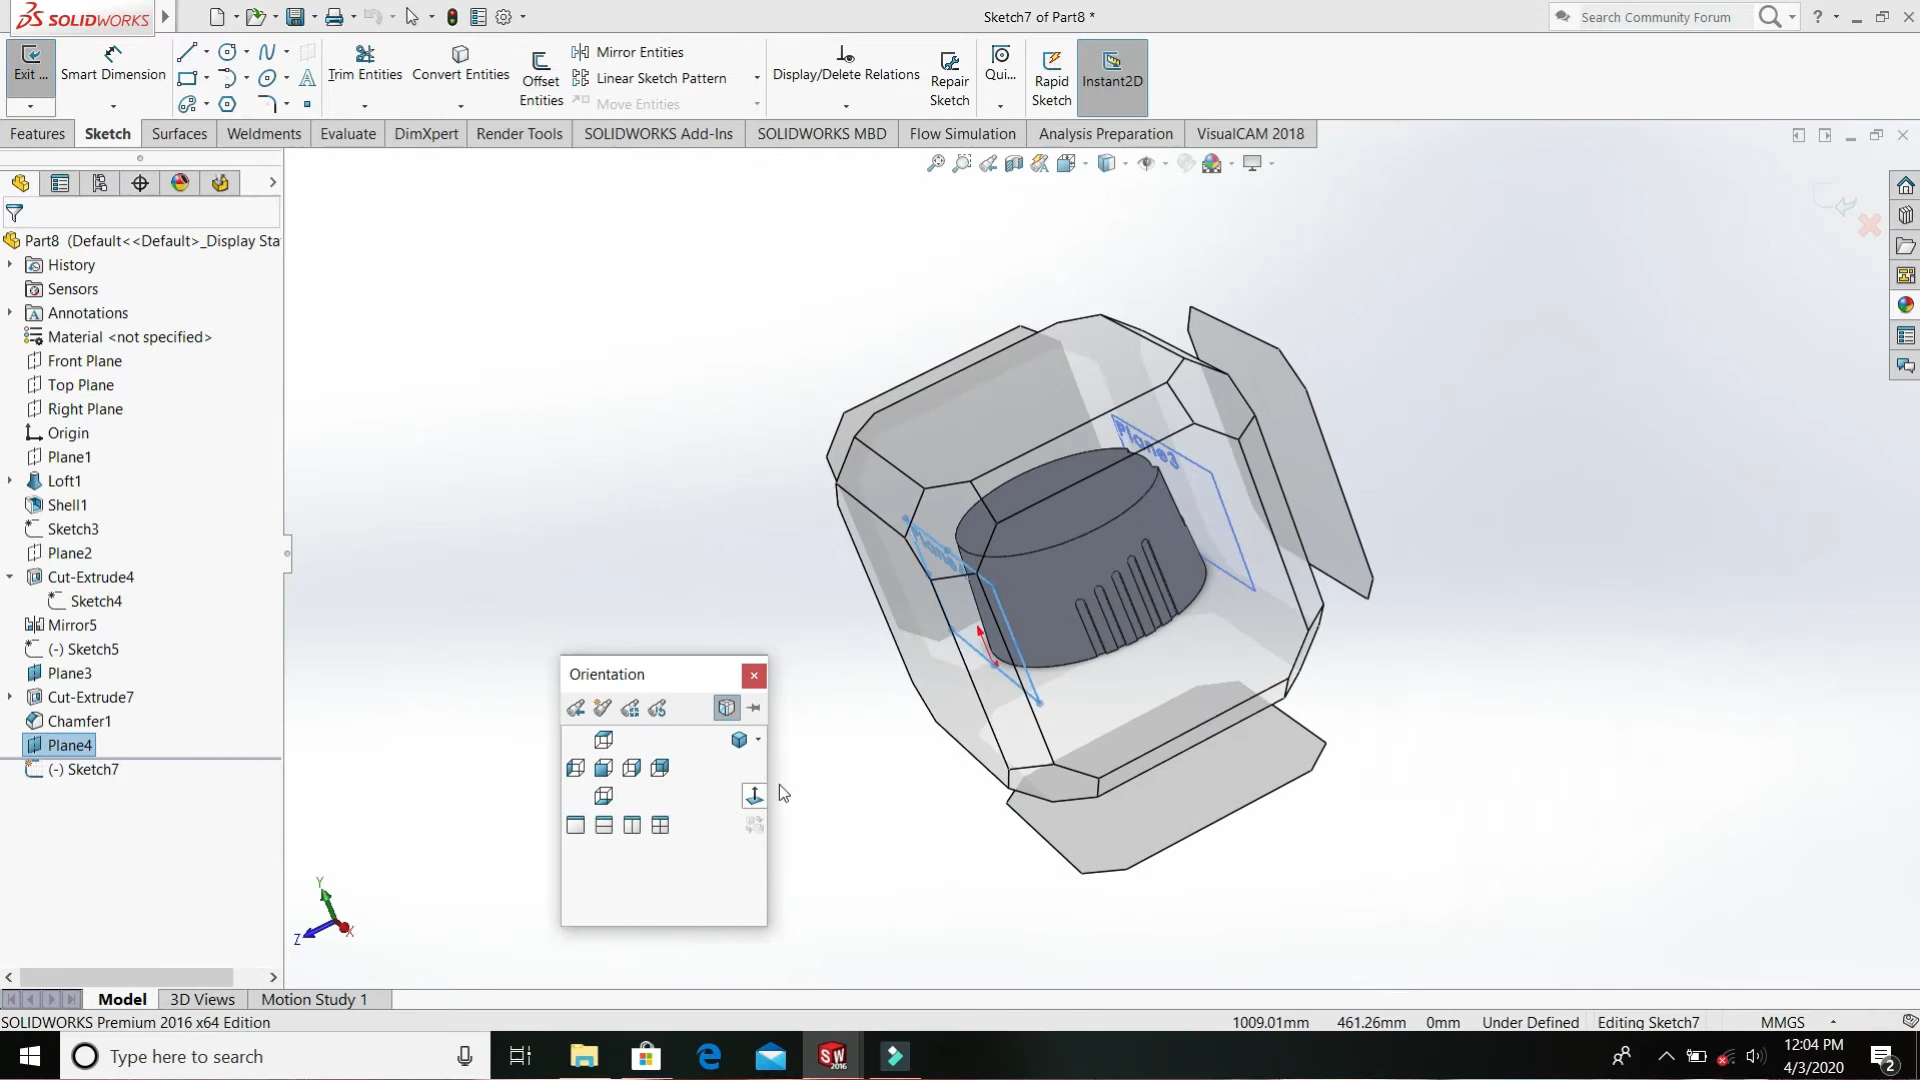 SOLIDWORKS
Sketch7 of Part8 *
Search Community Forum
Exit ...
Smart Dimension
Trim Entities
Convert Entities
Offset Entities
Mirror Entities
Linear Sketch Pattern
Move Entities
Display/Delete Relations
Repair Sketch
Qui...
Rapid Sketch
Instant2D
Features
Sketch
Surfaces
Weldments
Evaluate
DimXpert
Render Tools
SOLIDWORKS Add-Ins
SOLIDWORKS MBD
Flow Simulation
Analysis Preparation
VisualCAM 2018
Part8 (Default<<Default>_Display Sta
History
Sensors
Annotations
Material <not specified>
Front Plane
Top Plane
Right Plane
Origin
Plane1
Loft1
Shell1
Sketch3
Plane2
Cut-Extrude4
Sketch4
Mirror5
(-) Sketch5
Plane3
Cut-Extrude7
Chamfer1
Plane4
(-) Sketch7
Plane3
Orientation
Y
Z
X
Model
3D Views
Motion Study 1
SOLIDWORKS Premium 2016 x64 Edition
1009.01mm
461.26mm
0mm
Under Defined
Editing Sketch7
MMGS
Type here to search
SW
2016
12:04 PM
4/3/2020
2